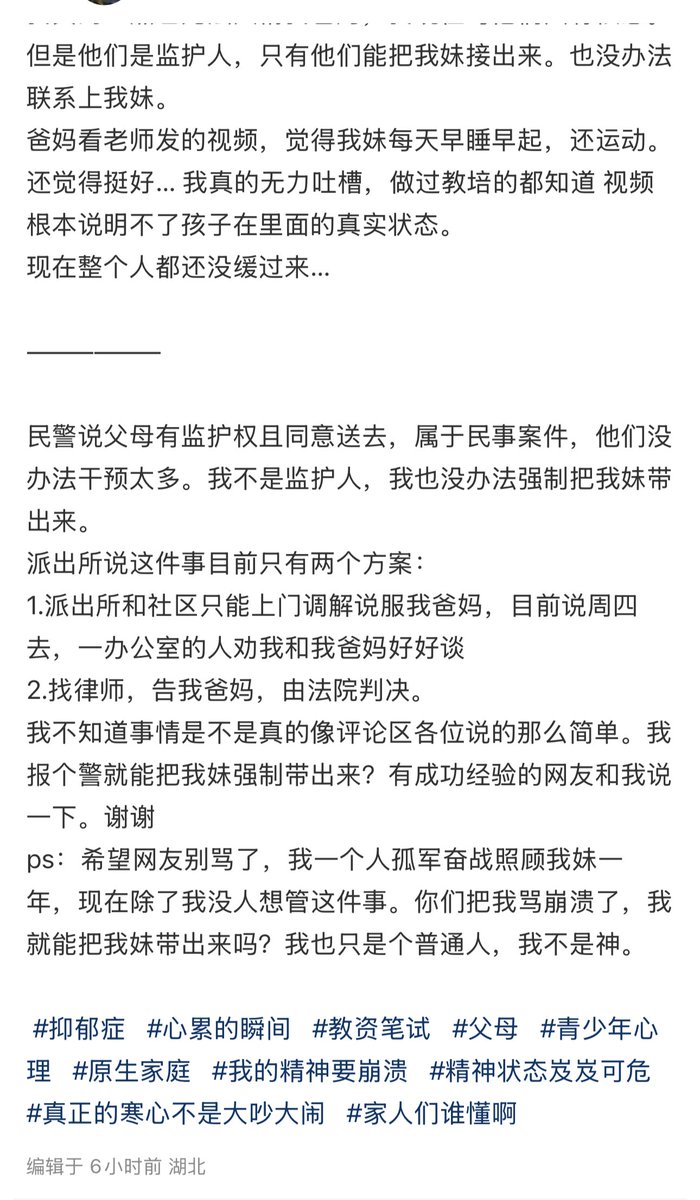 但是他们是监护人，只有他们能把我妹接出来。也没办法
联系上我妹。
爸妈看老师发的视频，觉得我妹每天早睡早起，还运动。
还觉得挺好... 我真的无力吐槽，做过教培的都知道 视频
根本说明不了孩子在里面的真实状态。
现在整个人都还没缓过来...
——————
民警说父母有监护权且同意送去，属于民事案件，他们没
办法干预太多。我不是监护人，我也没办法强制把我妹带
出来。
派出所说这件事目前只有两个方案：
1.派出所和社区只能上门调解说服我爸妈，目前说周四
去，一办公室的人劝我和我爸妈好好谈
2.找律师，告我爸妈，由法院判决。
我不知道事情是不是真的像评论区各位说的那么简单。我
报个警就能把我妹强制带出来？有成功经验的网友和我说
一下。谢谢
ps：希望网友别骂了，我一个人孤军奋战照顾我妹一
年，现在除了我没人想管这件事。你们把我骂崩溃了，我
就能把我妹带出来吗？我也只是个普通人，我不是神。
#抑郁症 #心累的瞬间 #教资笔试 #父母 #青少年心
理 #原生家庭 #我的精神要崩溃 #精神状态岌岌可危
#真正的寒心不是大吵大闹 #家人们谁懂啊
编辑于 6小时前 湖北